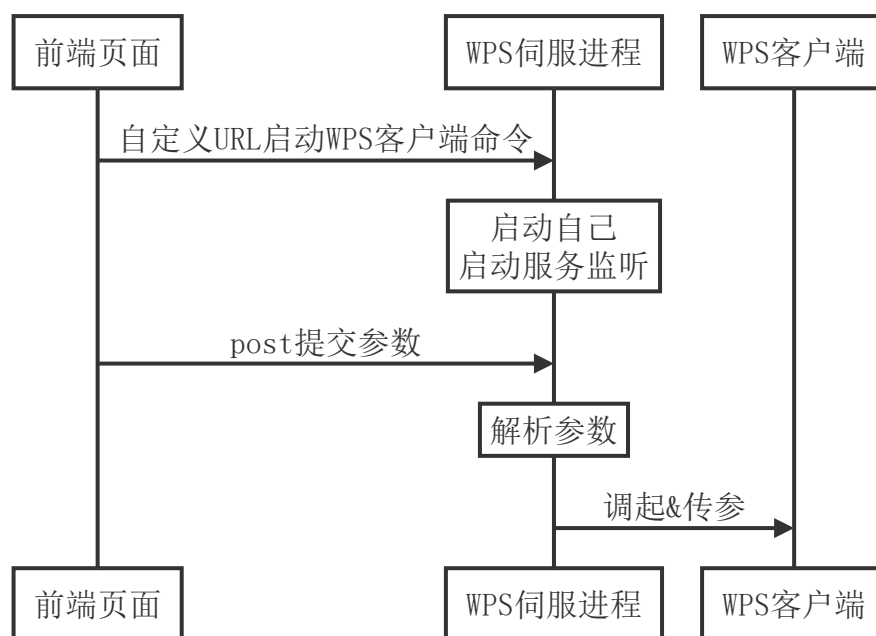 前端页面
WPS伺服进程
WPS客户端
自定义URL启动WPS客户端命令
启动自己
启动服务监听
post提交参数
解析参数
调起&传参
前端页面
WPS伺服进程
WPS客户端